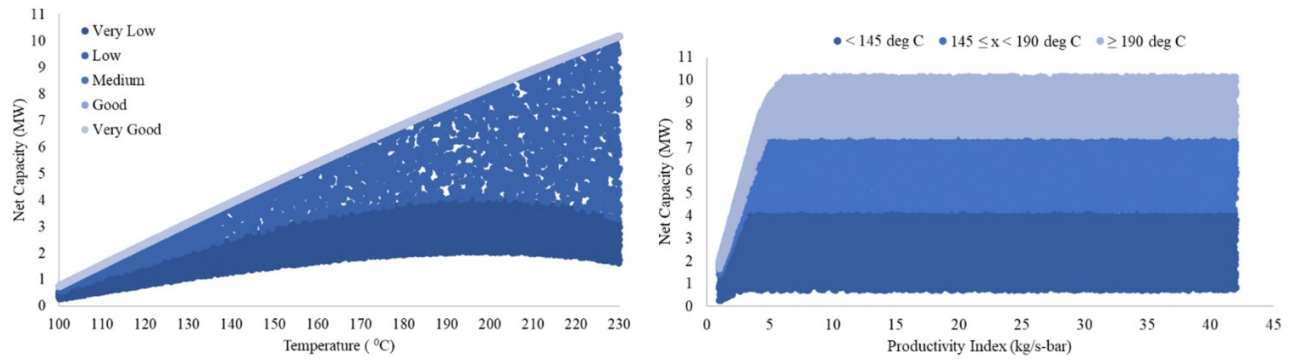 11
10
9
8
7
6
5
4
3
2
1
0
Net Capacity (MW)
Very Low
Low
Medium
Good
Very Good
100 110 120 130 140 150 160 170 180 190 200 210 220 230
Temperature ( ⁰C)
< 145 deg C 145 ≤ x < 190 deg C ≥ 190 deg C
11
10
9
8
7
6
5
4
3
2
1
0
Net Capacity (MW)
0 5 10 15 20 25 30 35 40 45
Productivity Index (kg/s-bar)